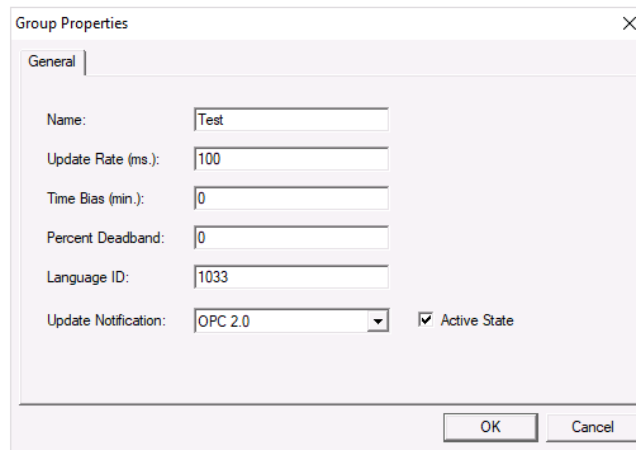 Group Properties
General
Name: Test
Update Rate (ms.): 100
Time Bias (min.): 0
Percent Deadband: 0
Language ID: 1033
Update Notification: OPC 2.0 Active State
OK Cancel